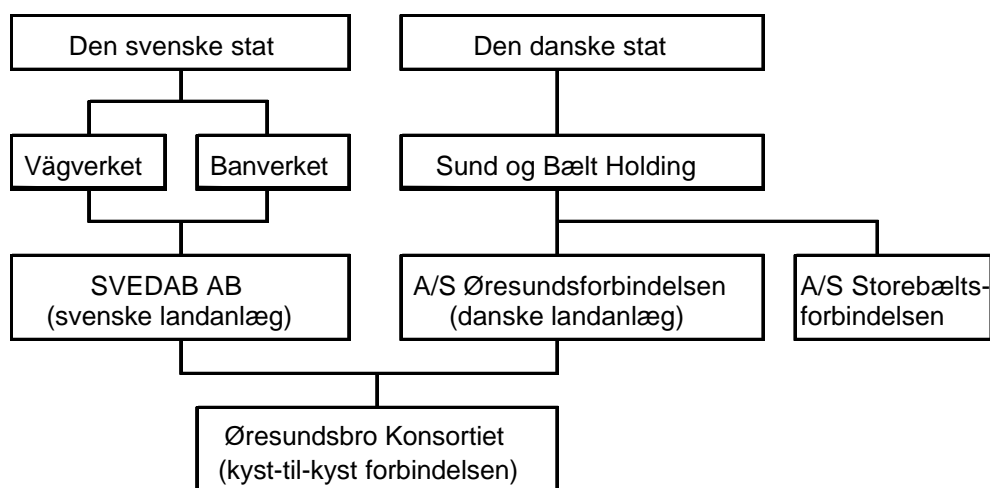 Den svenske stat
Den danske stat
Vägverket
Banverket
Sund og Bælt Holding
SVEDAB AB
(svenske landanlæg)
A/S Øresundsforbindelsen
(danske landanlæg)
A/S Storebælts-
forbindelsen
Øresundsbro Konsortiet
(kyst-til-kyst forbindelsen)